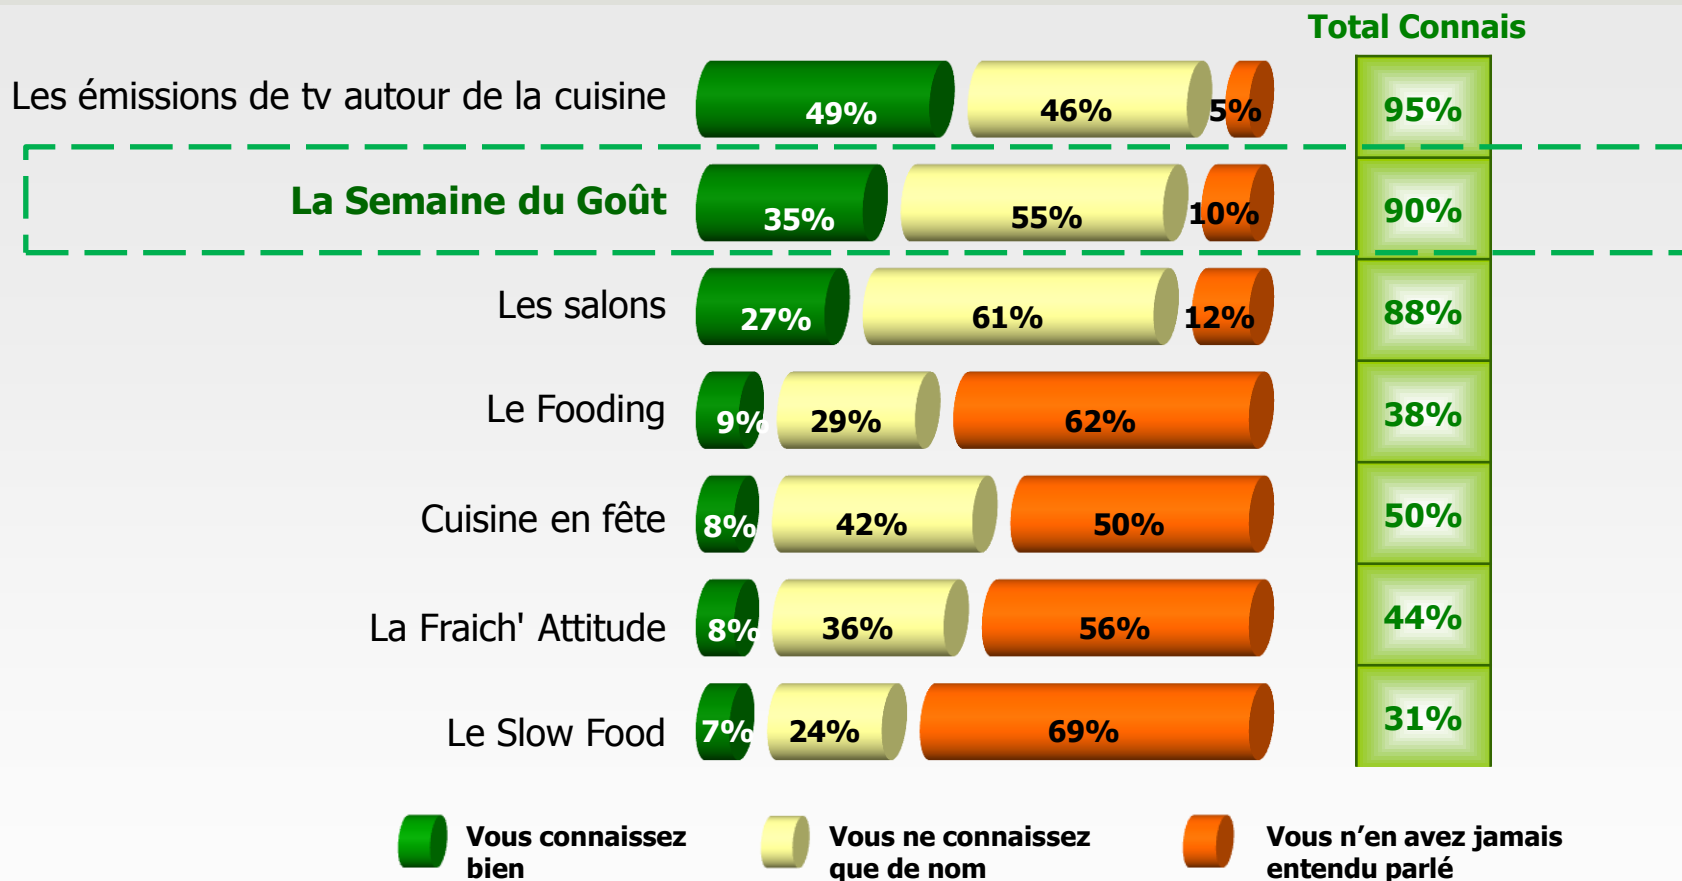 Total Connais
Les émissions de tv autour de la cuisine 49% 46% 5% 95%
La Semaine du Goût 35% 55% 10% 90%
Les salons 27% 61% 12% 88%
Le Fooding 9% 29% 62% 38%
Cuisine en fête 8% 42% 50% 50%
La Fraich' Attitude 8% 36% 56% 44%
Le Slow Food 7% 24% 69% 31%
Vous connaissez
bien
Vous ne connaissez
que de nom
Vous n’en avez jamais
entendu parlé